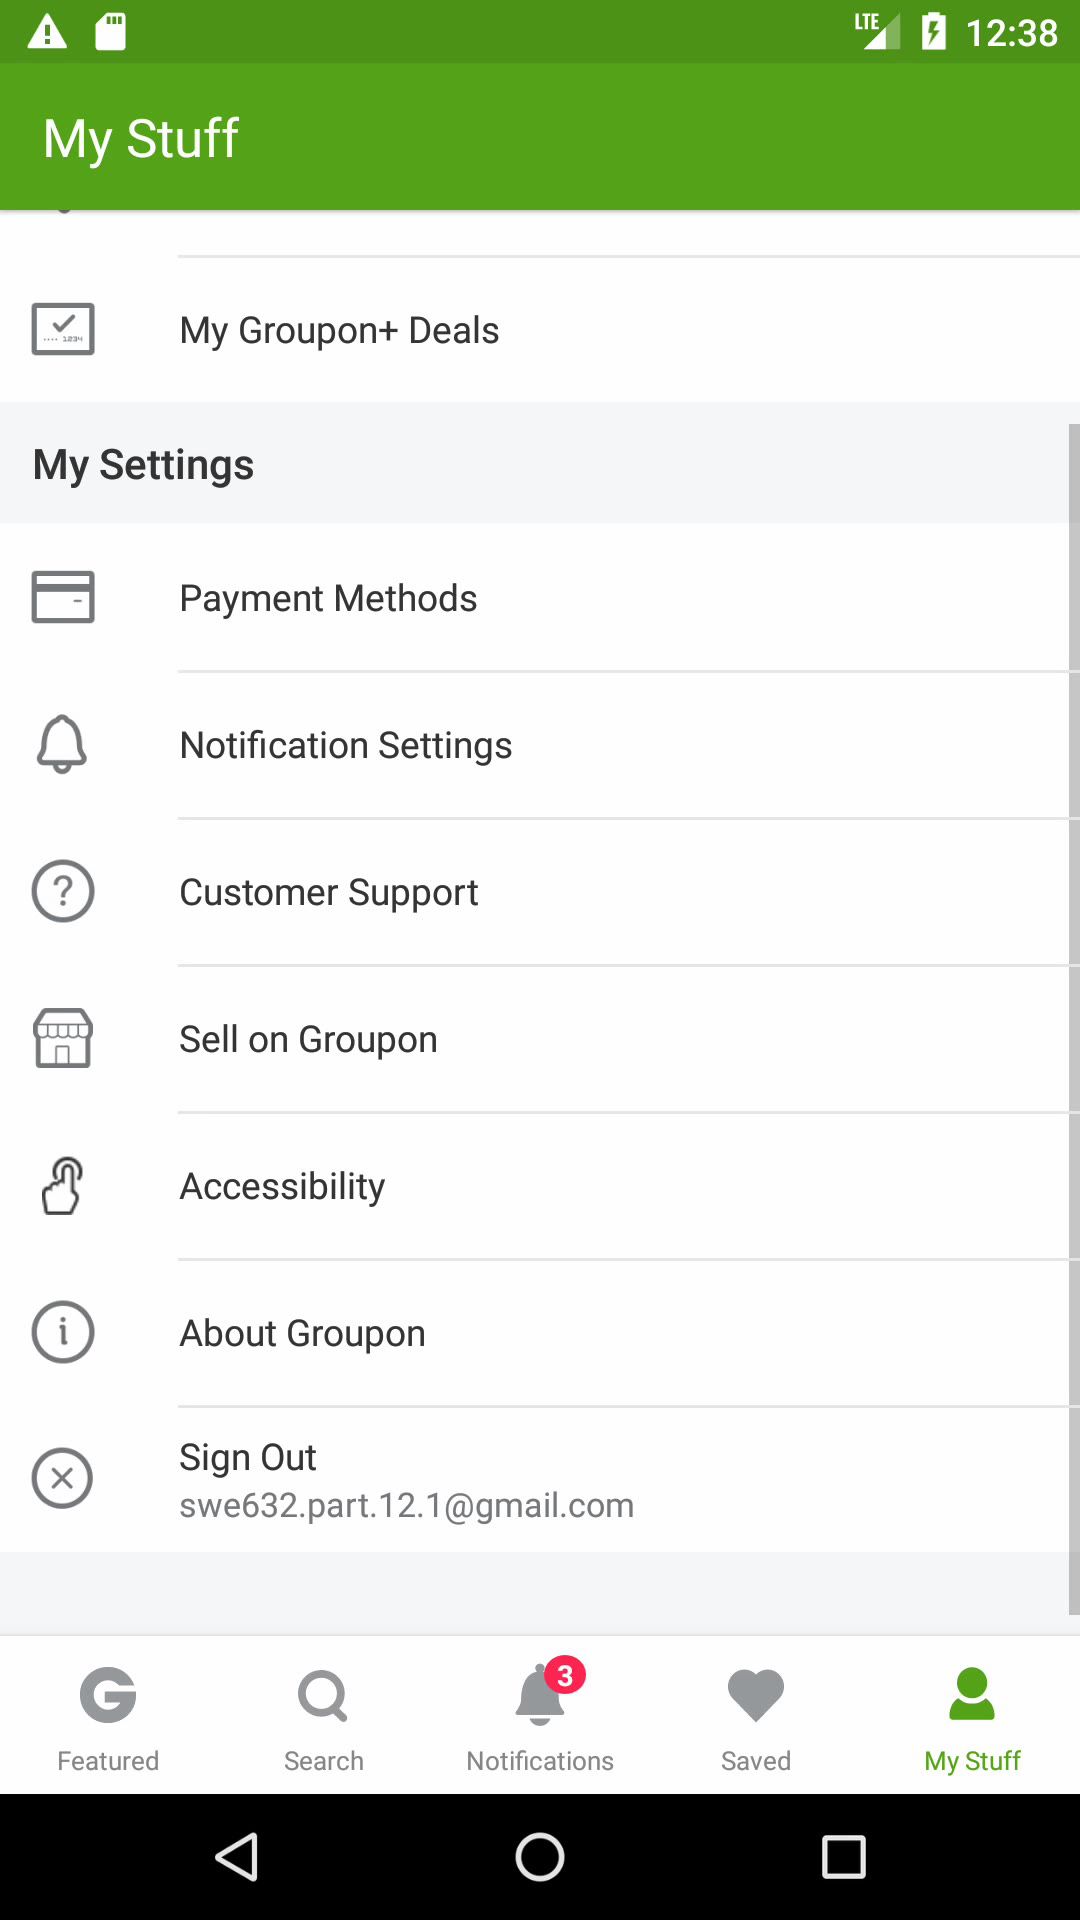 LTE 12:38
My Stuff
My Groupon+ Deals
My Settings
Payment Methods
Notification Settings
Customer Support
Sell on Groupon
Accessibility
About Groupon
Sign Out
swe632.part.12.1@gmail.com
3
Featured Search Notifications Saved My Stuff